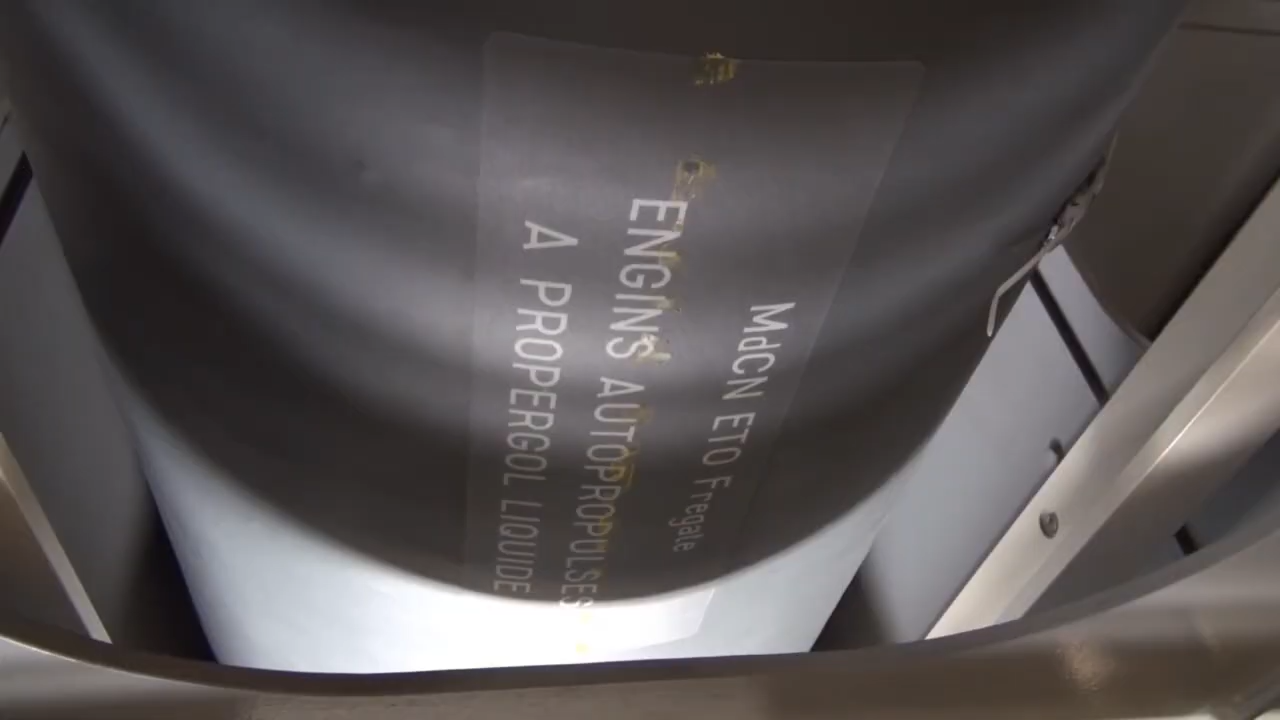 MdCN ETO Fregate
ENGINS AUTOPROPULSES
A PROPERGOL LIQUIDE